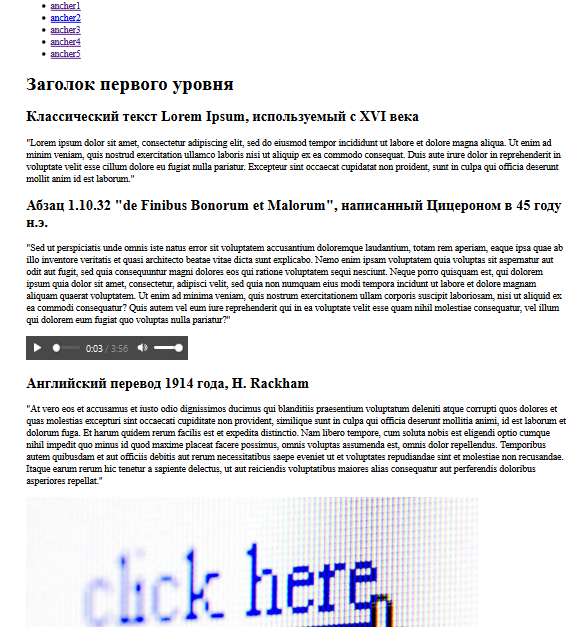 ancher1
ancher2
ancher3
ancher4
ancher5
Заголок первого уровня
Классический текст Lorem Ipsum, используемый с XVI века
"Lorem ipsum dolor sit amet, consectetur adipiscing elit, sed do eiusmod tempor incididunt ut labore et dolore magna aliqua. Ut enim ad
minim veniam, quis nostrud exercitation ullamco laboris nisi ut aliquip ex ea commodo consequat. Duis aute irure dolor in reprehenderit in
voluptate velit esse cillum dolore eu fugiat nulla pariatur. Excepteur sint occaecat cupidatat non proident, sunt in culpa qui officia deserunt
mollit anim id est laborum."
Абзац 1.10.32 "de Finibus Bonorum et Malorum", написанный Цицероном в 45 году
н.э.
"Sed ut perspiciatis unde omnis iste natus error sit voluptatem accusantium doloremque laudantium, totam rem aperiam, eaque ipsa quae ab
illo inventore veritatis et quasi architecto beatae vitae dicta sunt explicabo. Nemo enim ipsam voluptatem quia voluptas sit aspernatur aut
odit aut fugit, sed quia consequuntur magni dolores eos qui ratione voluptatem sequi nesciunt. Neque porro quisquam est, qui dolorem
ipsum quia dolor sit amet, consectetur, adipisci velit, sed quia non numquam eius modi tempora incidunt ut labore et dolore magnam
aliquam quaerat voluptatem. Ut enim ad minima veniam, quis nostrum exercitationem ullam corporis suscipit laboriosam, nisi ut aliquid ex
ea commodi consequatur? Quis autem vel eum iure reprehenderit qui in ea voluptate velit esse quam nihil molestiae consequatur, vel illum
qui dolorem eum fugiat quo voluptas nulla pariatur?"
0:03 / 3:56
Английский перевод 1914 года, H. Rackham
"At vero eos et accusamus et iusto odio dignissimos ducimus qui blanditiis praesentium voluptatum deleniti atque corrupti quos dolores et
quas molestias excepturi sint occaecati cupiditate non provident, similique sunt in culpa qui officia deserunt mollitia animi, id est laborum et
dolorum fuga. Et harum quidem rerum facilis est et expedita distinctio. Nam libero tempore, cum soluta nobis est eligendi optio cumque
nihil impedit quo minus id quod maxime placeat facere possimus, omnis voluptas assumenda est, omnis dolor repellendus. Temporibus
autem quibusdam et aut officiis debitis aut rerum necessitatibus saepe eveniet ut et voluptates repudiandae sint et molestiae non recusandae.
Itaque earum rerum hic tenetur a sapiente delectus, ut aut reiciendis voluptatibus maiores alias consequatur aut perferendis doloribus
asperiores repellat."
click here